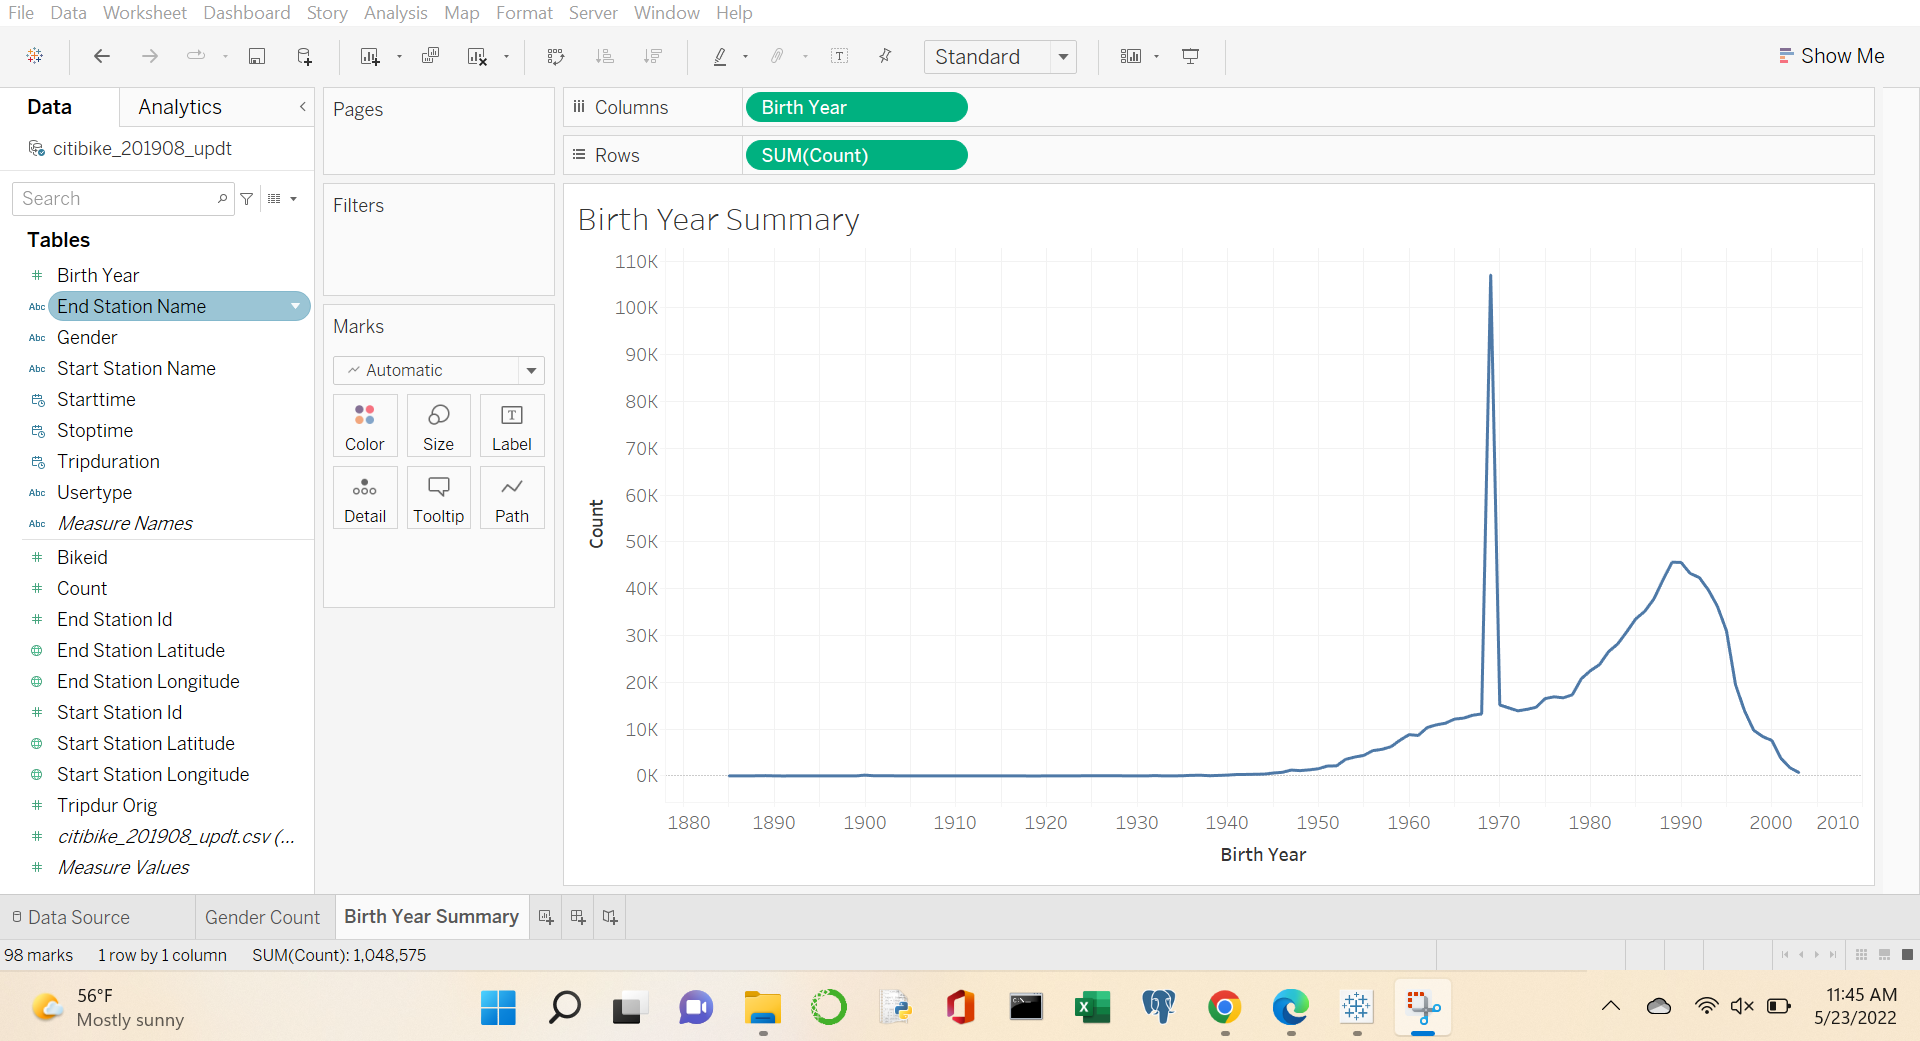 File Data Worksheet Dashboard Story Analysis Map Format Server Window Help
Standard
Show Me
Data Analytics
citibike_201908_updt
Search
Tables
Birth Year
End Station Name
Gender
Start Station Name
Starttime
Stoptime
Tripduration
Usertype
Measure Names
Bikeid
Count
End Station Id
End Station Latitude
End Station Longitude
Start Station Id
Start Station Latitude
Start Station Longitude
Tripdur Orig
citibike_201908_updt.csv (...
Measure Values
Abc
Abc
Abc
Abc
Abc
Pages
Filters
Marks
Automatic
Color Size Label
Detail Tooltip Path
Columns Birth Year
Rows SUM(Count)
Birth Year Summary
110K
100K
90K
80K
70K
60K
50K
40K
30K
20K
10K
0K
Count
1880 1890 1900 1910 1920 1930 1940 1950 1960 1970 1980 1990 2000 2010
Birth Year
Data Source Gender Count Birth Year Summary
98 marks 1 row by 1 column SUM(Count): 1,048,575
56°F
Mostly sunny
11:45 AM
5/23/2022